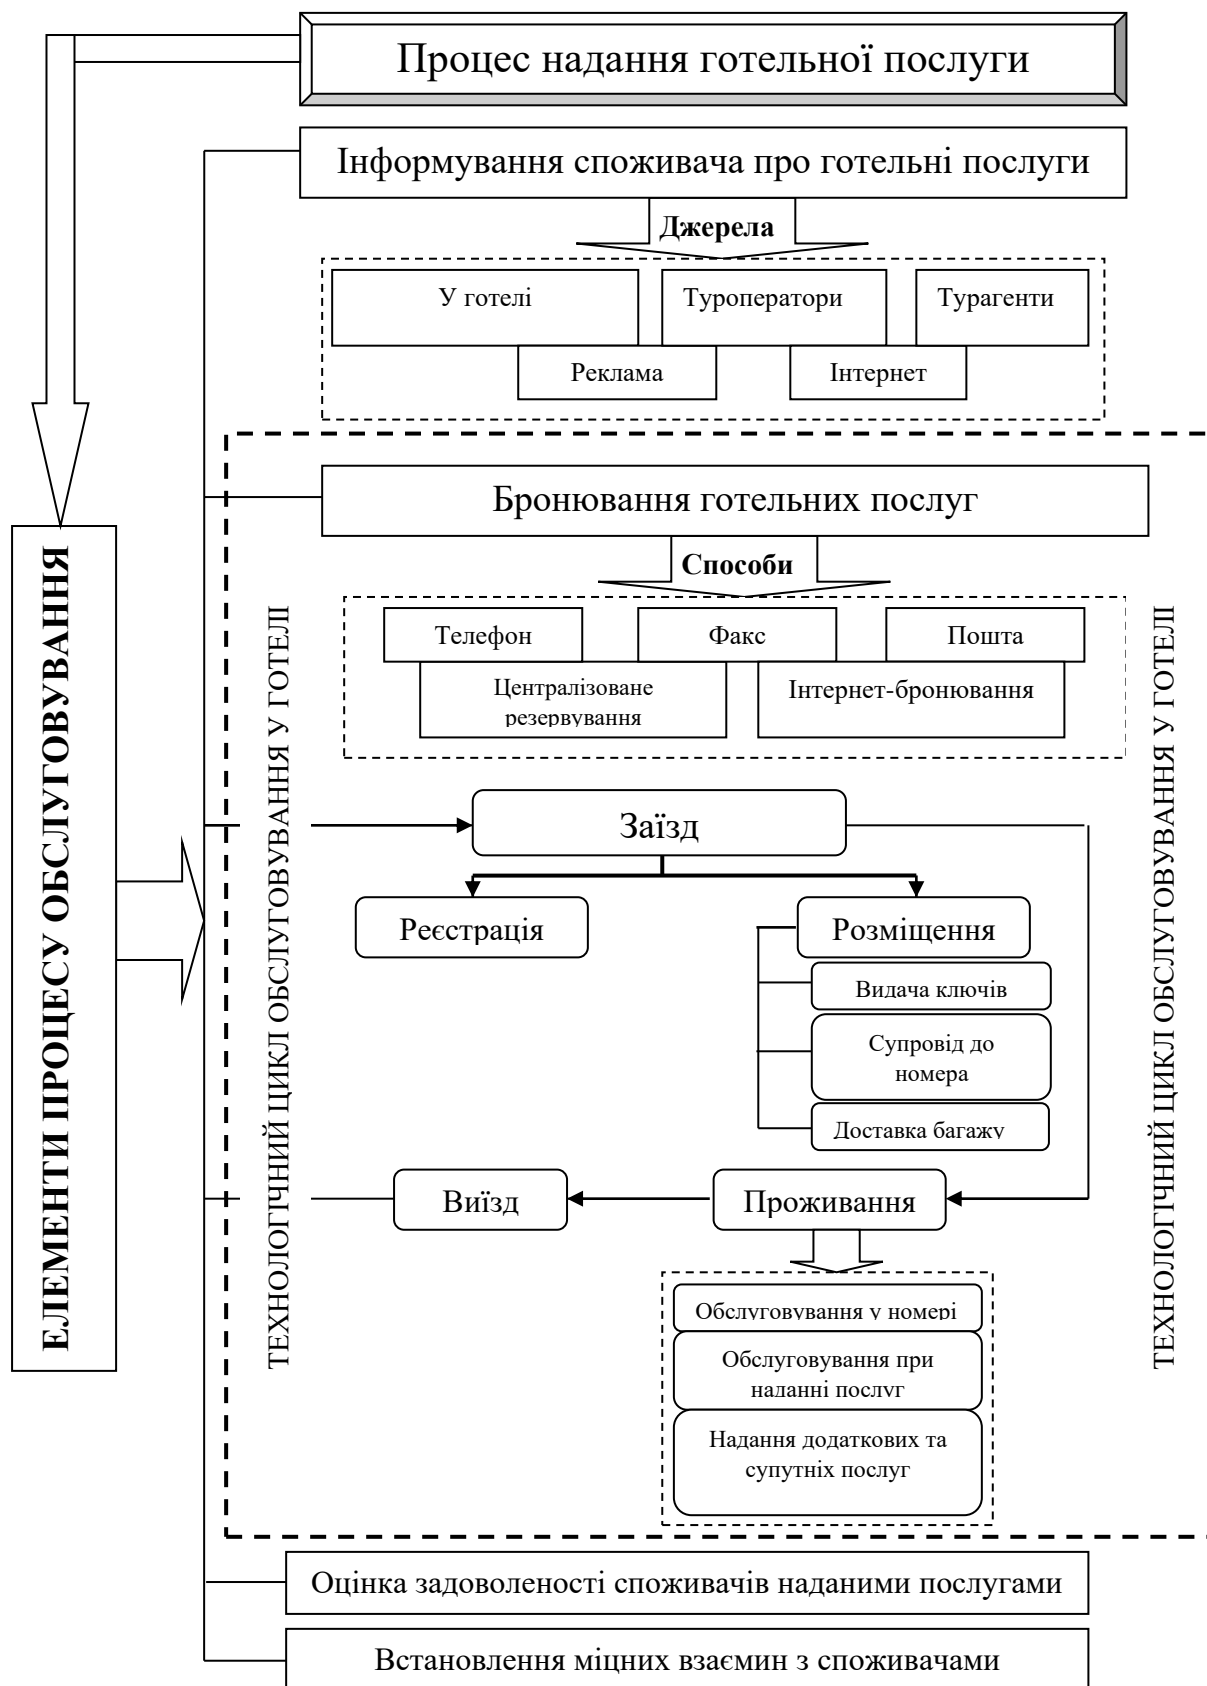 Процес надання готельної послуги
Інформування споживача про готельні послуги
Джерела
У готелі
Туроператори
Турагенти
Реклама
Інтернет
ЕЛЕМЕНТИ ПРОЦЕСУ ОБСЛУГОВУВАННЯ
ТЕХНОЛОГІЧНИЙ ЦИКЛ ОБСЛУГОВУВАННЯ У ГОТЕЛІ
Бронювання готельних послуг
Способи
Телефон
Факс
Пошта
Централізоване
резервування
Інтернет-бронювання
Заїзд
Реєстрація
Розміщення
Видача ключів
Супровід до
номера
Доставка багажу
Виїзд
Проживання
Обслуговування у номері
Обслуговування при
наданні послуг
Надання додаткових та
супутніх послуг
ТЕХНОЛОГІЧНИЙ ЦИКЛ ОБСЛУГОВУВАННЯ У ГОТЕЛІ
Оцінка задоволеності споживачів наданими послугами
Встановлення міцних взаємин з споживачами